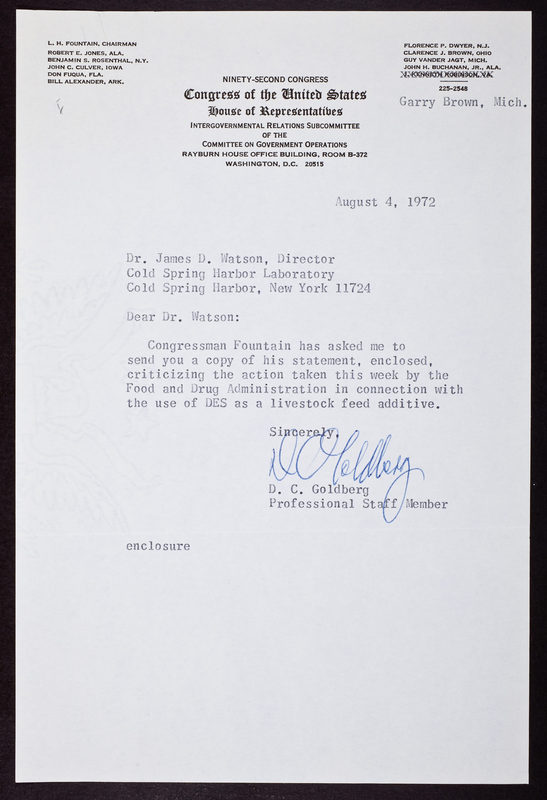 L. H. FOUNTAIN, CHAIRMAN
ROBERT E. JONES, ALA.
BENJAMIN S. ROSENTHAL, N.Y.
JOHN C. CULVER, IOWA
DON FUQUA, FLA.
BILL ALEXANDER, ARK.
FLORENCE P. DWYER, N.J.
CLARENCE J. BROWN, OHIO
GUY VANDER JAGT, MICH.
JOHN H. BUCHANAN, JR., ALA.
225-2548
Garry Brown, Mich.
NINETY-SECOND CONGRESS
Congress of the United States
House of Representatives
INTERGOVERNMENTAL RELATIONS SUBCOMMITTEE
OF THE
COMMITTEE ON GOVERNMENT OPERATIONS
RAYBURN HOUSE OFFICE BUILDING, ROOM B-372
WASHINGTON, D.C. 20515
August 4, 1972
Dr. James D. Watson, Director
Cold Spring Harbor Laboratory
Cold Spring Harbor, New York 11724
Dear Dr. Watson:
Congressman Fountain has asked me to
send you a copy of his statement, enclosed,
criticizing the action taken this week by the
Food and Drug Administration in connection with
the use of DES as a livestock feed additive.
Sincerely,
D C Goldberg
D. C. Goldberg
Professional Staff Member
enclosure